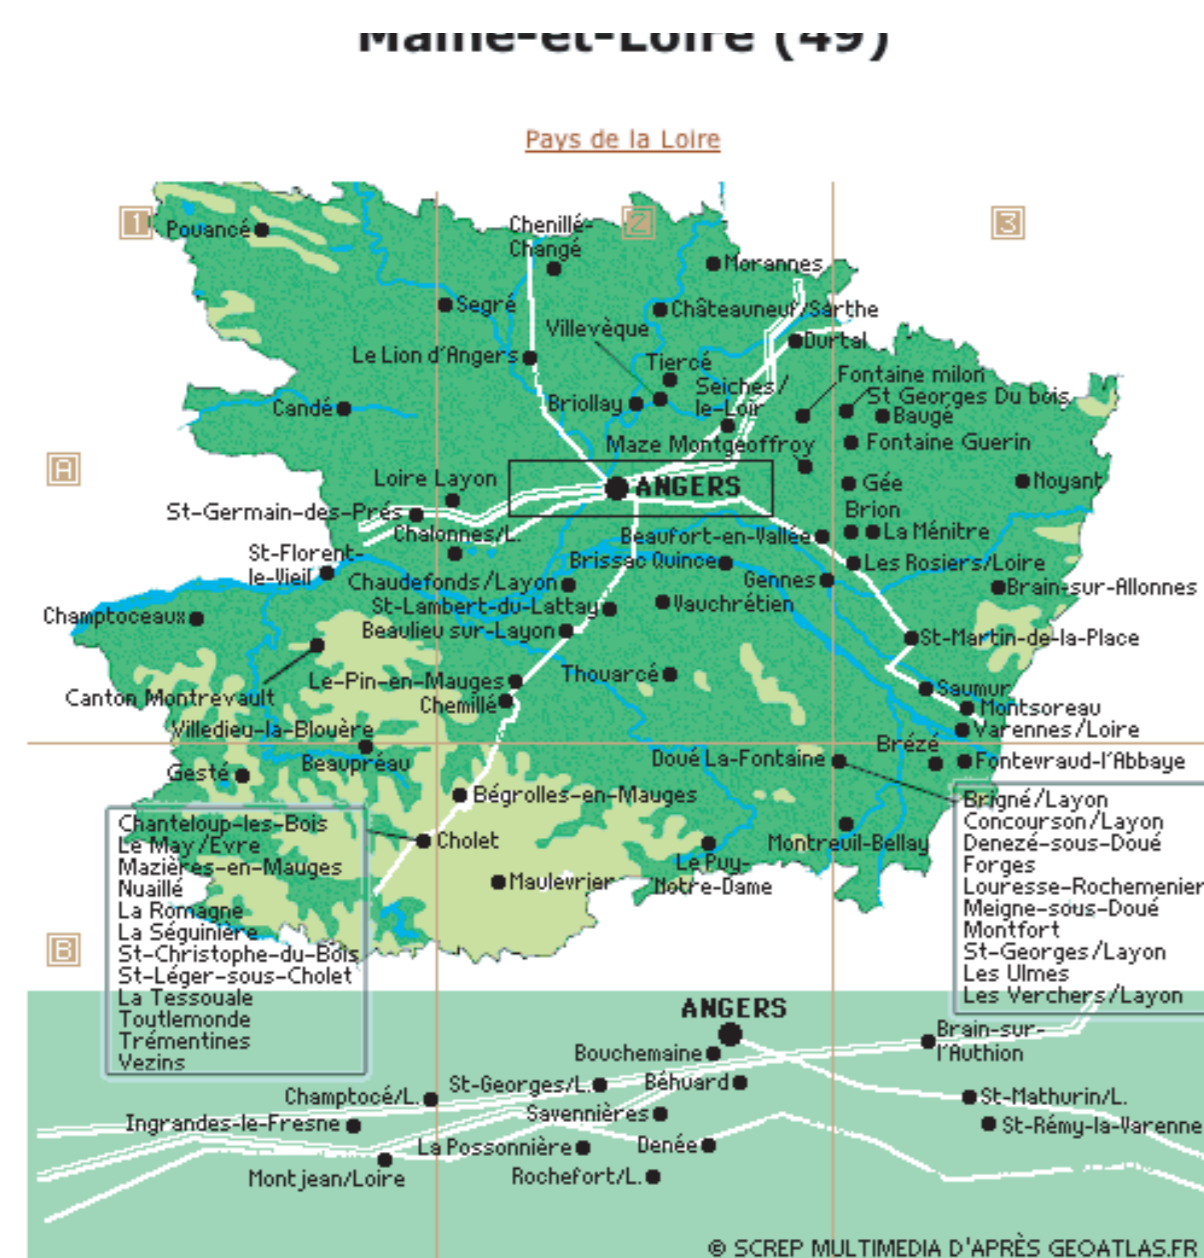 Maine-et-Loire (49)
Pays de la Loire
1
2
3
Pouancé
Chenillé-
Changé
Morannes
Segré
Châteauneuf/Sarthe
Villevèque
Durtal
Le Lion d'Angers
Tiercé
Fontaine milon
Seiches/
le-Loir
St Georges Du bois
Candé
Briollay
Baugé
Maze Montgeoffroy
Fontaine Guerin
A
Loire Layon
ANGERS
Gée
Noyant
St-Germain-des-Prés
Brion
Chalonnes/L.
Beaufort-en-Vallée
La Ménitre
St-Florent-
le-Vieil
Brissac Quince
Les Rosiers/Loire
Chaudefonds/Layon
Gennes
Brain-sur-Allonnes
St-Lambert-du-Lattay
Vauchrétien
Champtoceaux
Beaulieu sur-Layon
St-Martin-de-la-Place
Le-Pin-en-Mauges
Thouarcé
Canton Montrevault
Saumur
Chemillé
Montsoreau
Villedieu-la-Blouère
Varennes/Loire
Brézé
Beaupréau
Doué La-Fontaine
Fontevraud-l'Abbaye
Gesté
Bégrolles-en-Mauges
Brigné/Layon
Concourson/Layon
Denezé-sous-Doué
Forges
Louresse-Rochemenier
Meigne-sous-Doué
Montfort
St-Georges/Layon
Les Ulmes
Les Verchers/Layon
Chanteloup-les-Bois
Le May/Evre
Mazières-en-Mauges
Nuaillé
La Romagne
La Séguinière
St-Christophe-du-Bois
St-Léger-sous-Cholet
La Tessouale
Toutlemonde
Trémentines
Vezins
Cholet
Montreuil-Bellay
Le Puy-
Notre-Dame
Maulevrier
B
ANGERS
Brain-sur-
l'Authion
Bouchemaine
St-Georges/L.
Béhuard
Champtocé/L.
St-Mathurin/L.
Savennières
Ingrandes-le-Fresne
St-Rémy-la-Varenne
La Possonnière
Denée
Montjean/Loire
Rochefort/L.
© SCREP MULTIMEDIA D'APRÈS GEOATLAS.FR